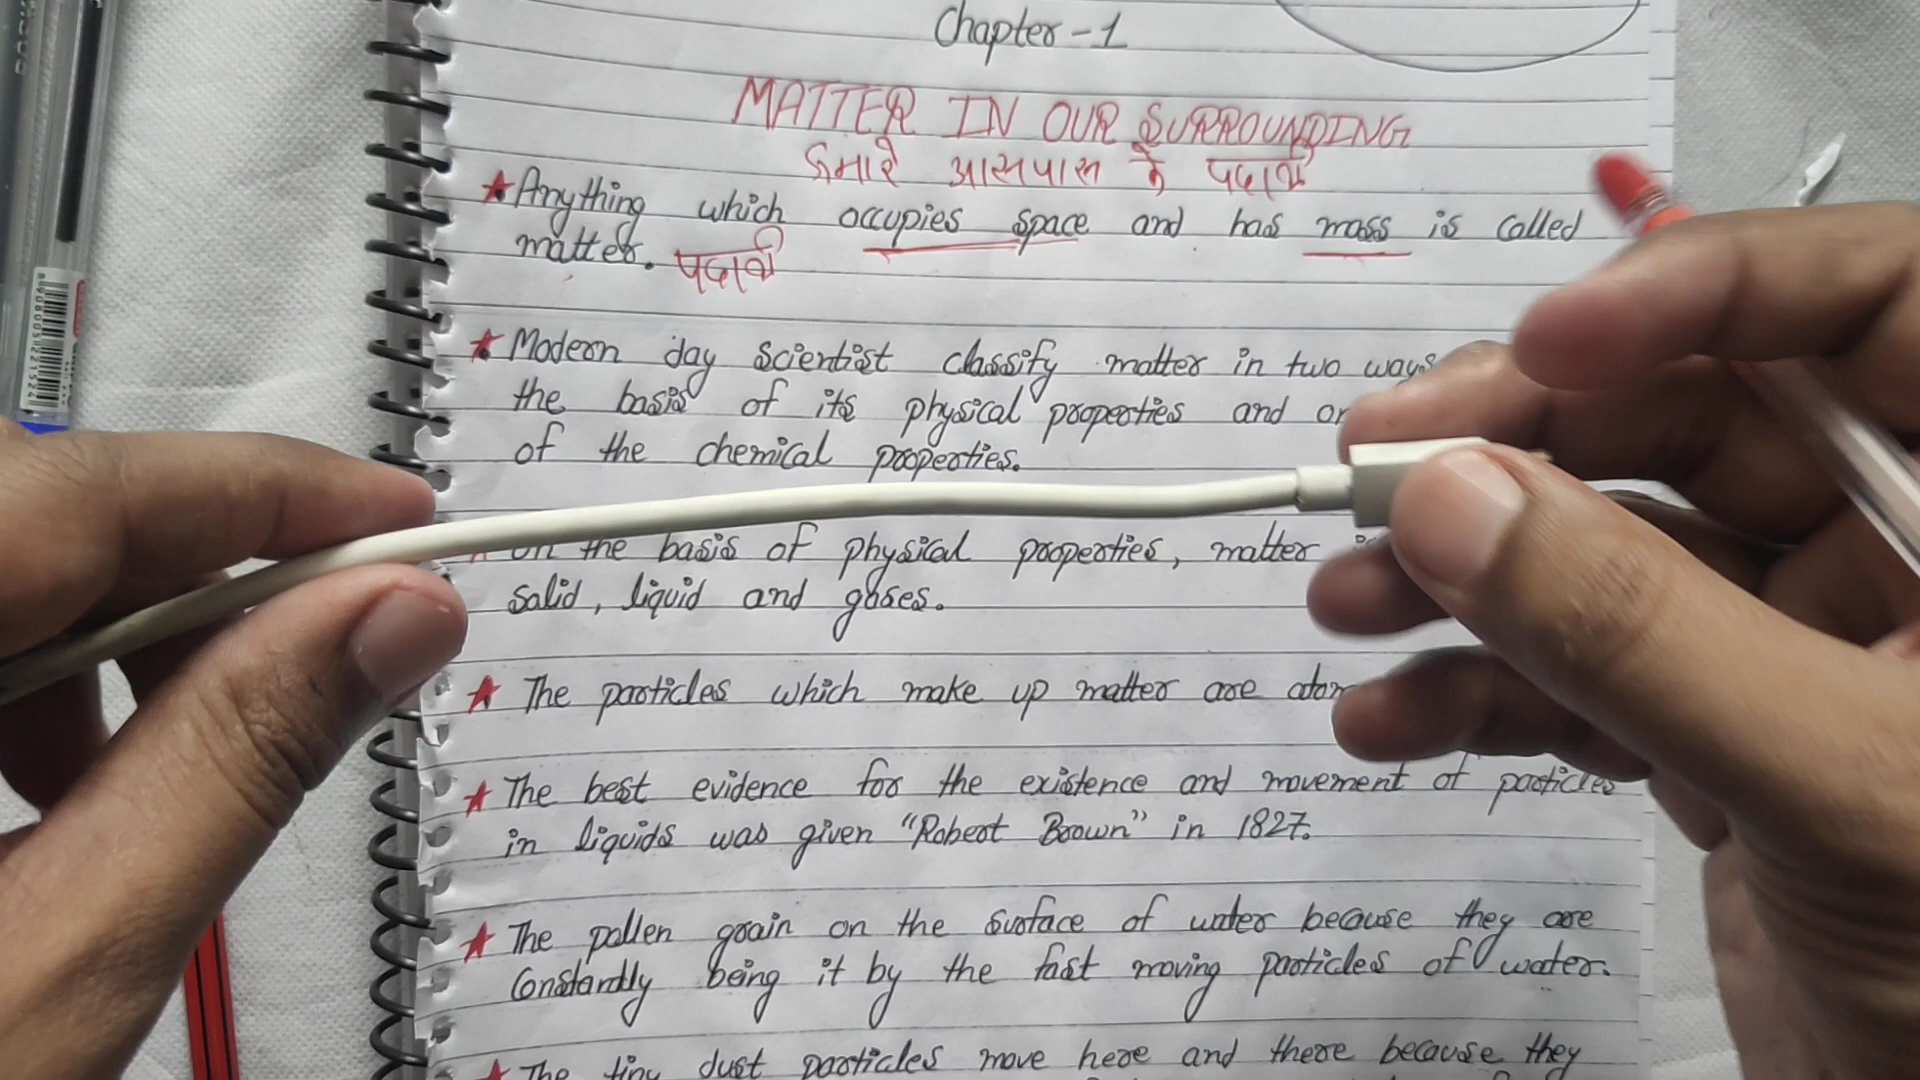 Chapter-1
MATTER IN OUR SURROUNDING
हमारे आसपास के पदार्थ
★ Anything which occupies space and has mass is called
matter. पदार्थ
★ Modern day scientist classify matter in two ways
the basis of its physical properties and
of the chemical properties.
★ On the basis of physical properties, matter
solid, liquid and gases.
★ The particles which make up matter are
★ The best evidence for the existence and movement of particles
in liquids was given "Robert Brown" in 1827.
★ The pollen grain on the surface of water because they are
Constantly being it by the fast moving particles of water.
★ The tiny dust particles move here and there because they